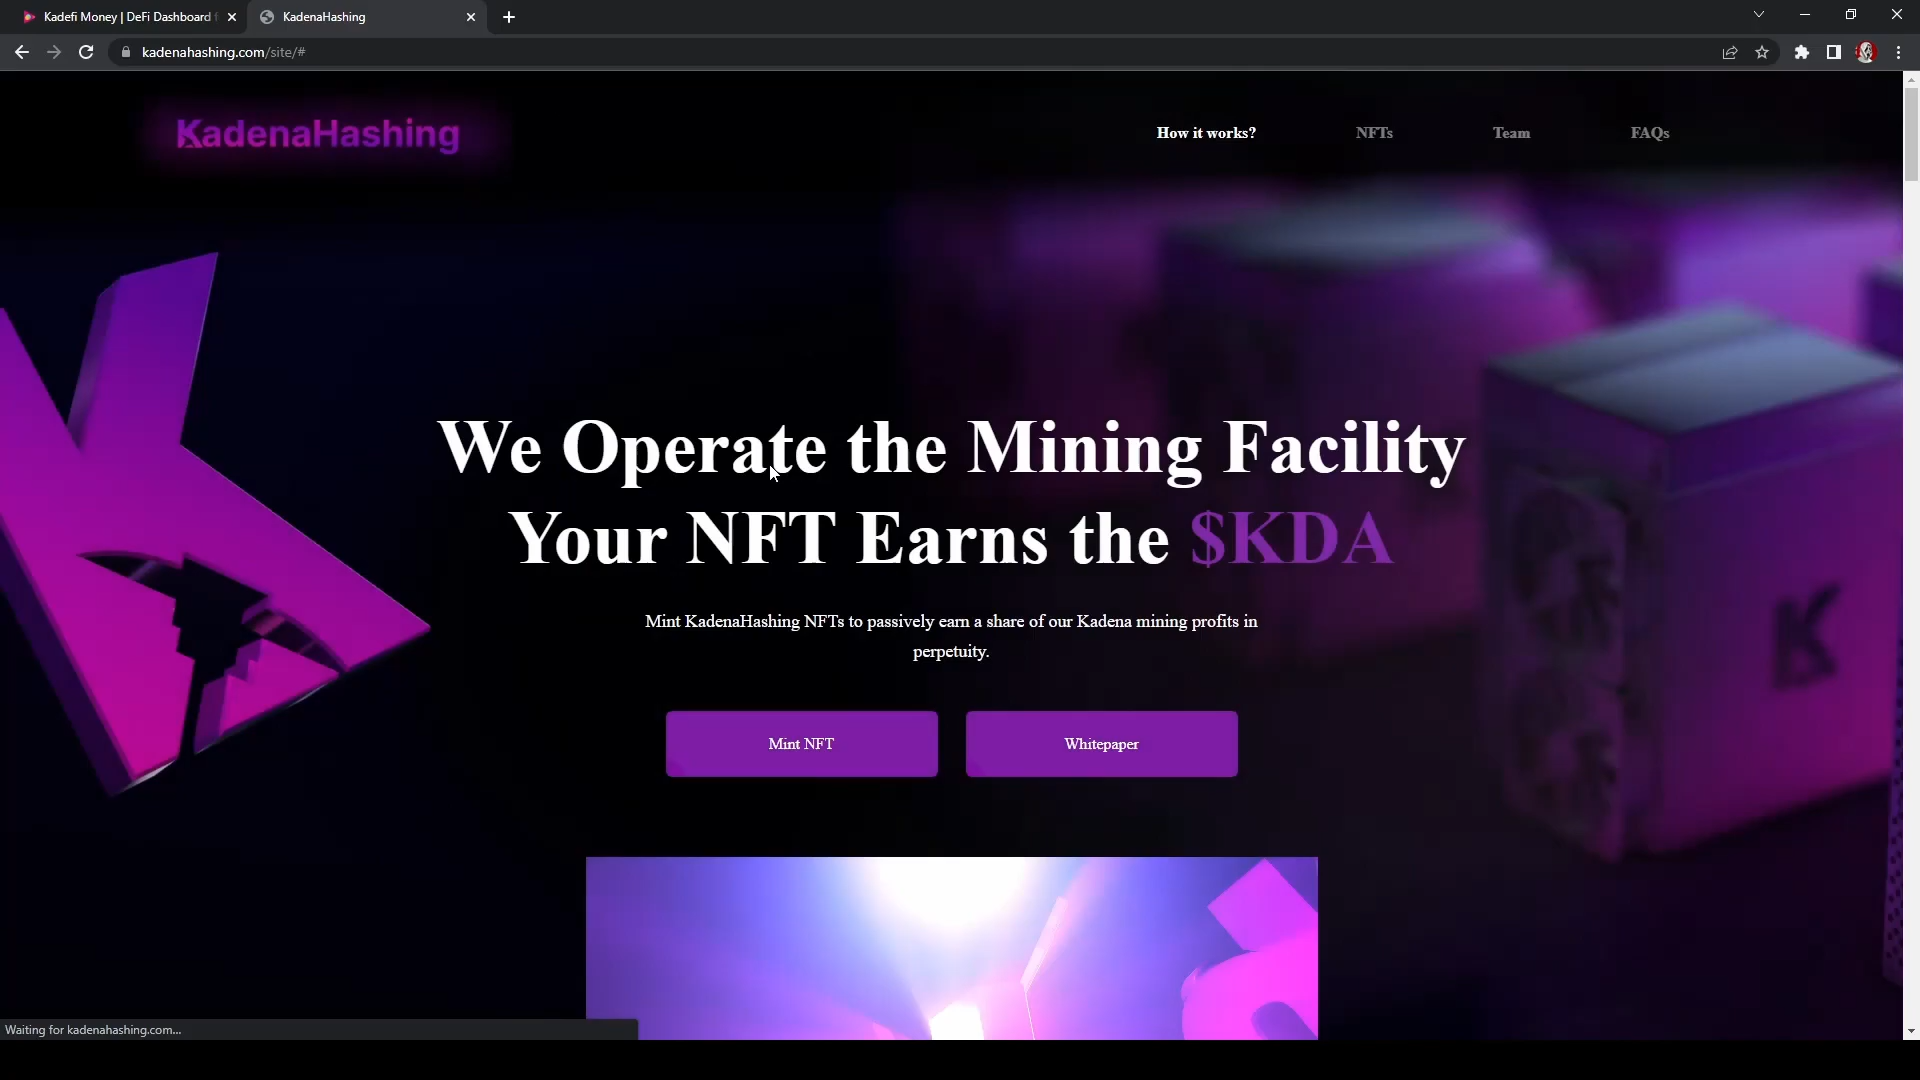 Kadefi Money | DeFi Dashboard f
KadenaHashing
kadenahashing.com/site/#
KadenaHashing
How it works?
NFTs
Team
FAQs
We Operate the Mining Facility
Your NFT Earns the $KDA
Mint KadenaHashing NFTs to passively earn a share of our Kadena mining profits in
perpetuity.
Mint NFT
Whitepaper
K
Waiting for kadenahashing.com...